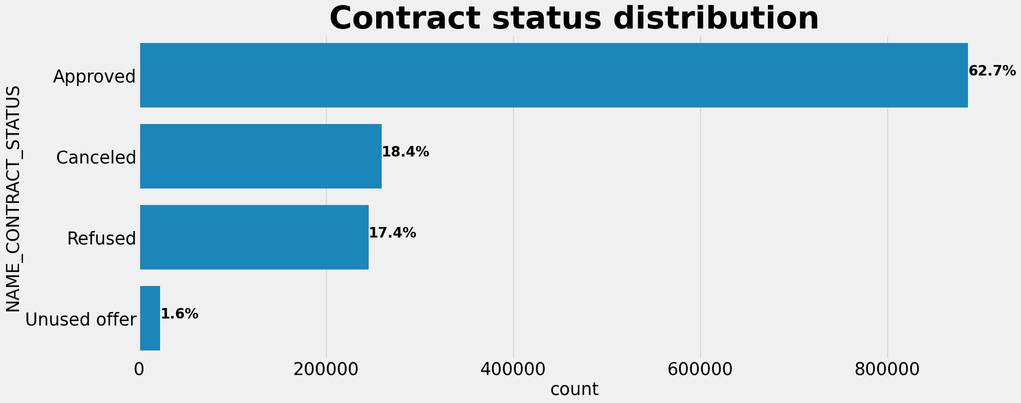 Contract status distribution
NAME_CONTRACT_STATUS
Approved
62.7%
Canceled
18.4%
Refused
17.4%
Unused offer
1.6%
0 200000 400000 600000 800000
count